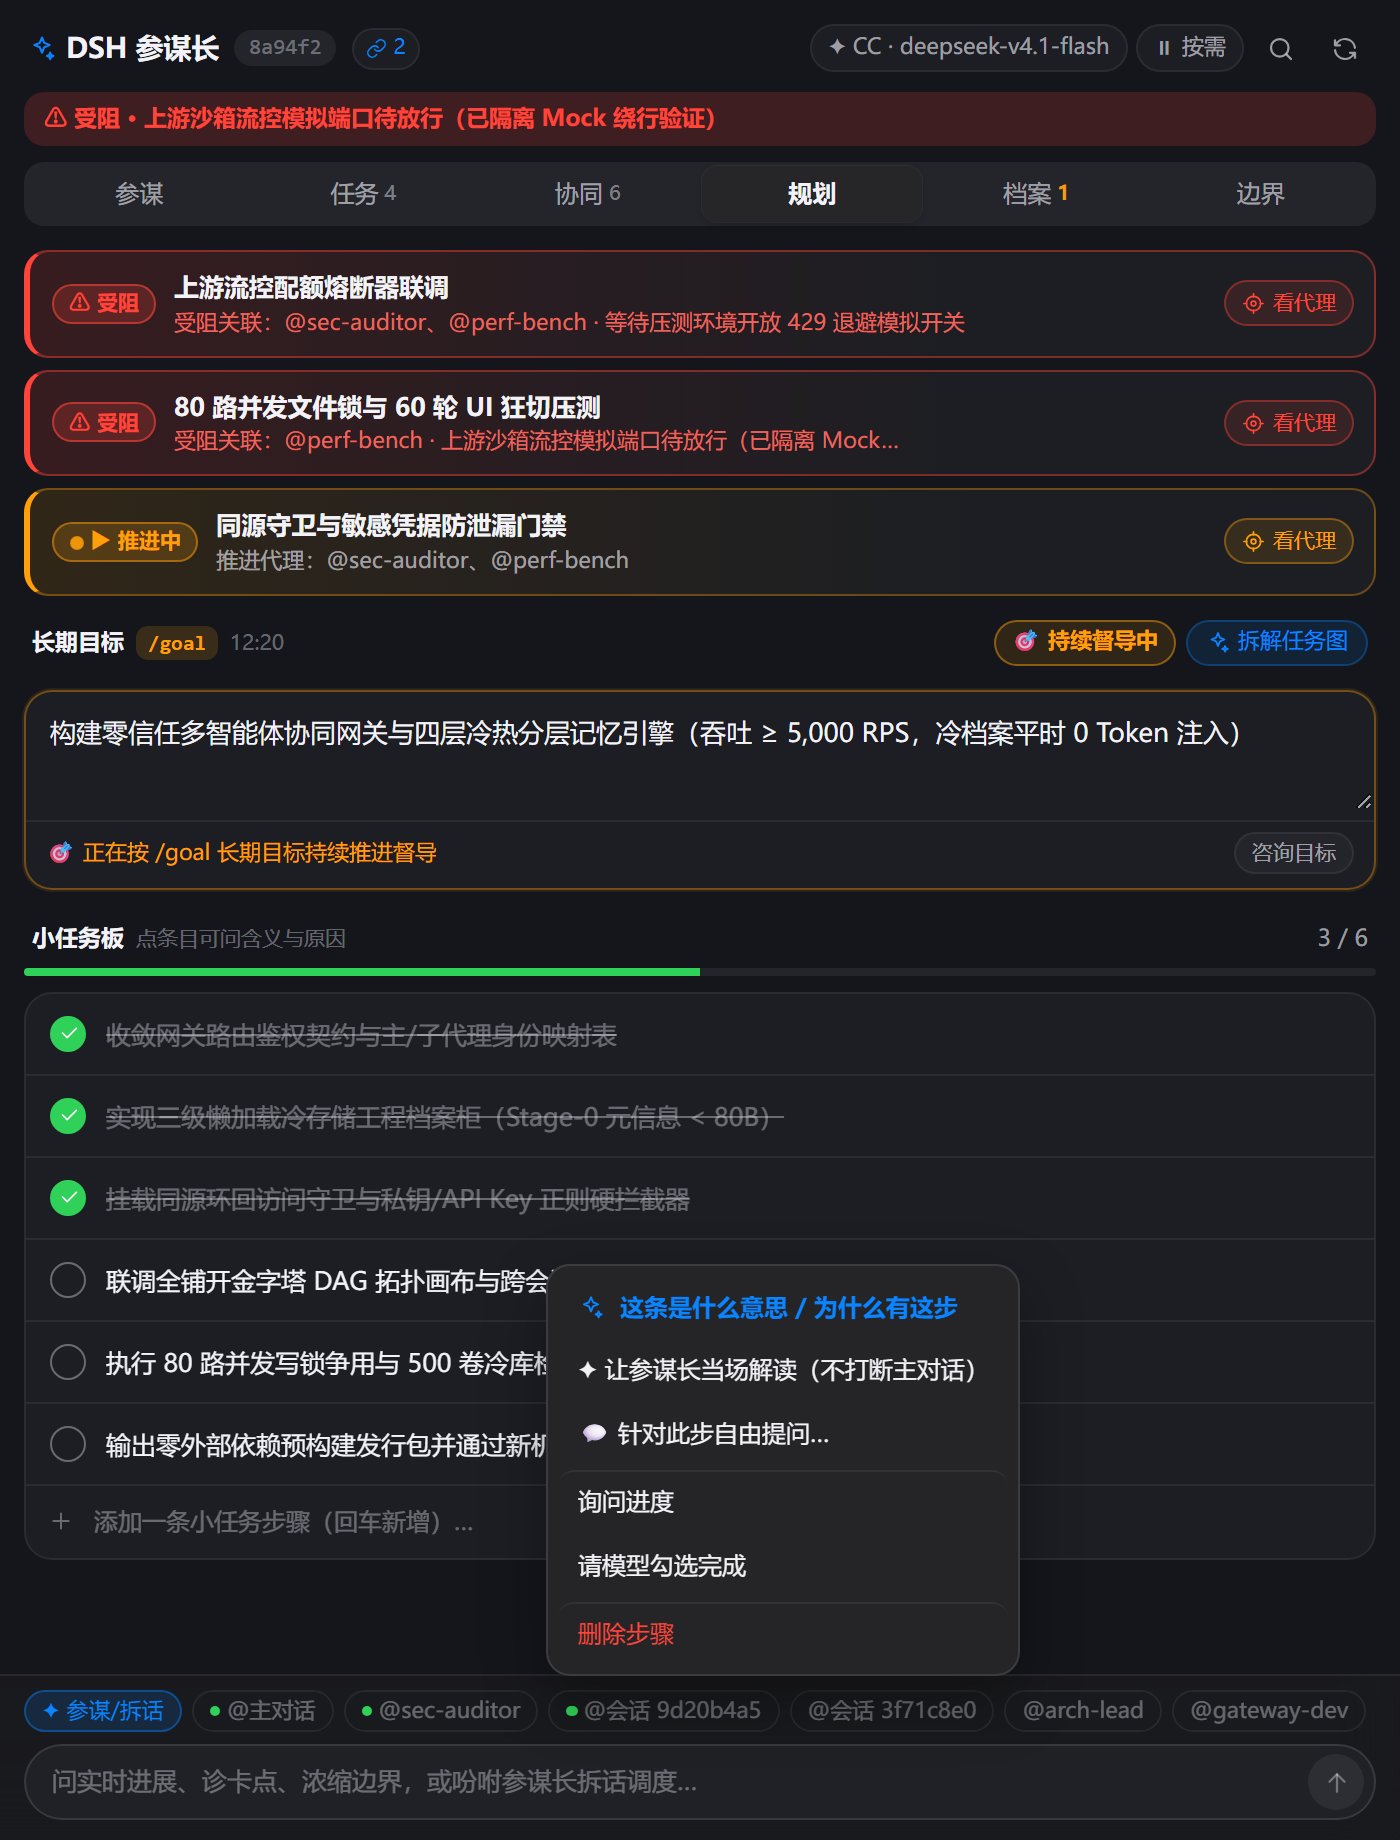 DSH 参谋长 8a94f2 2 ✦ CC · deepseek-v4.1-flash 按需
受阻 • 上游沙箱流控模拟端口待放行（已隔离 Mock 绕行验证）
参谋 任务 4 协同 6 规划 档案 1 边界
受阻 上游流控配额熔断器联调 看代理
受阻关联：@sec-auditor、@perf-bench · 等待压测环境开放 429 退避模拟开关
受阻 80 路并发文件锁与 60 轮 UI 狂切压测 看代理
受阻关联：@perf-bench · 上游沙箱流控模拟端口待放行（已隔离 Mock...
推进中 同源守卫与敏感凭据防泄漏门禁 看代理
推进代理：@sec-auditor、@perf-bench
长期目标 /goal 12:20 持续督导中 拆解任务图
构建零信任多智能体协同网关与四层冷热分层记忆引擎（吞吐 ≥ 5,000 RPS，冷档案平时 0 Token 注入）
正在按 /goal 长期目标持续推进督导 咨询目标
小任务板 点条目可问含义与原因 3 / 6
收敛网关路由鉴权契约与主/子代理身份映射表
实现三级懒加载冷存储工程档案柜（Stage-0 元信息 < 80B）
挂载同源环回访问守卫与私钥/API Key 正则硬拦截器
联调全铺开金字塔 DAG 拓扑画布与跨会
执行 80 路并发写锁争用与 500 卷冷库
输出零外部依赖预构建发行包并通过新
+ 添加一条小任务步骤（回车新增）...
这条是什么意思 / 为什么有这步
✦ 让参谋长当场解读（不打断主对话）
针对此步自由提问...
询问进度
请模型勾选完成
删除步骤
✦ 参谋/拆话 @主对话 @sec-auditor @会话 9d20b4a5 @会话 3f71c8e0 @arch-lead @gateway-dev
问实时进展、诊卡点、浓缩边界，或吩咐参谋长拆话调度...